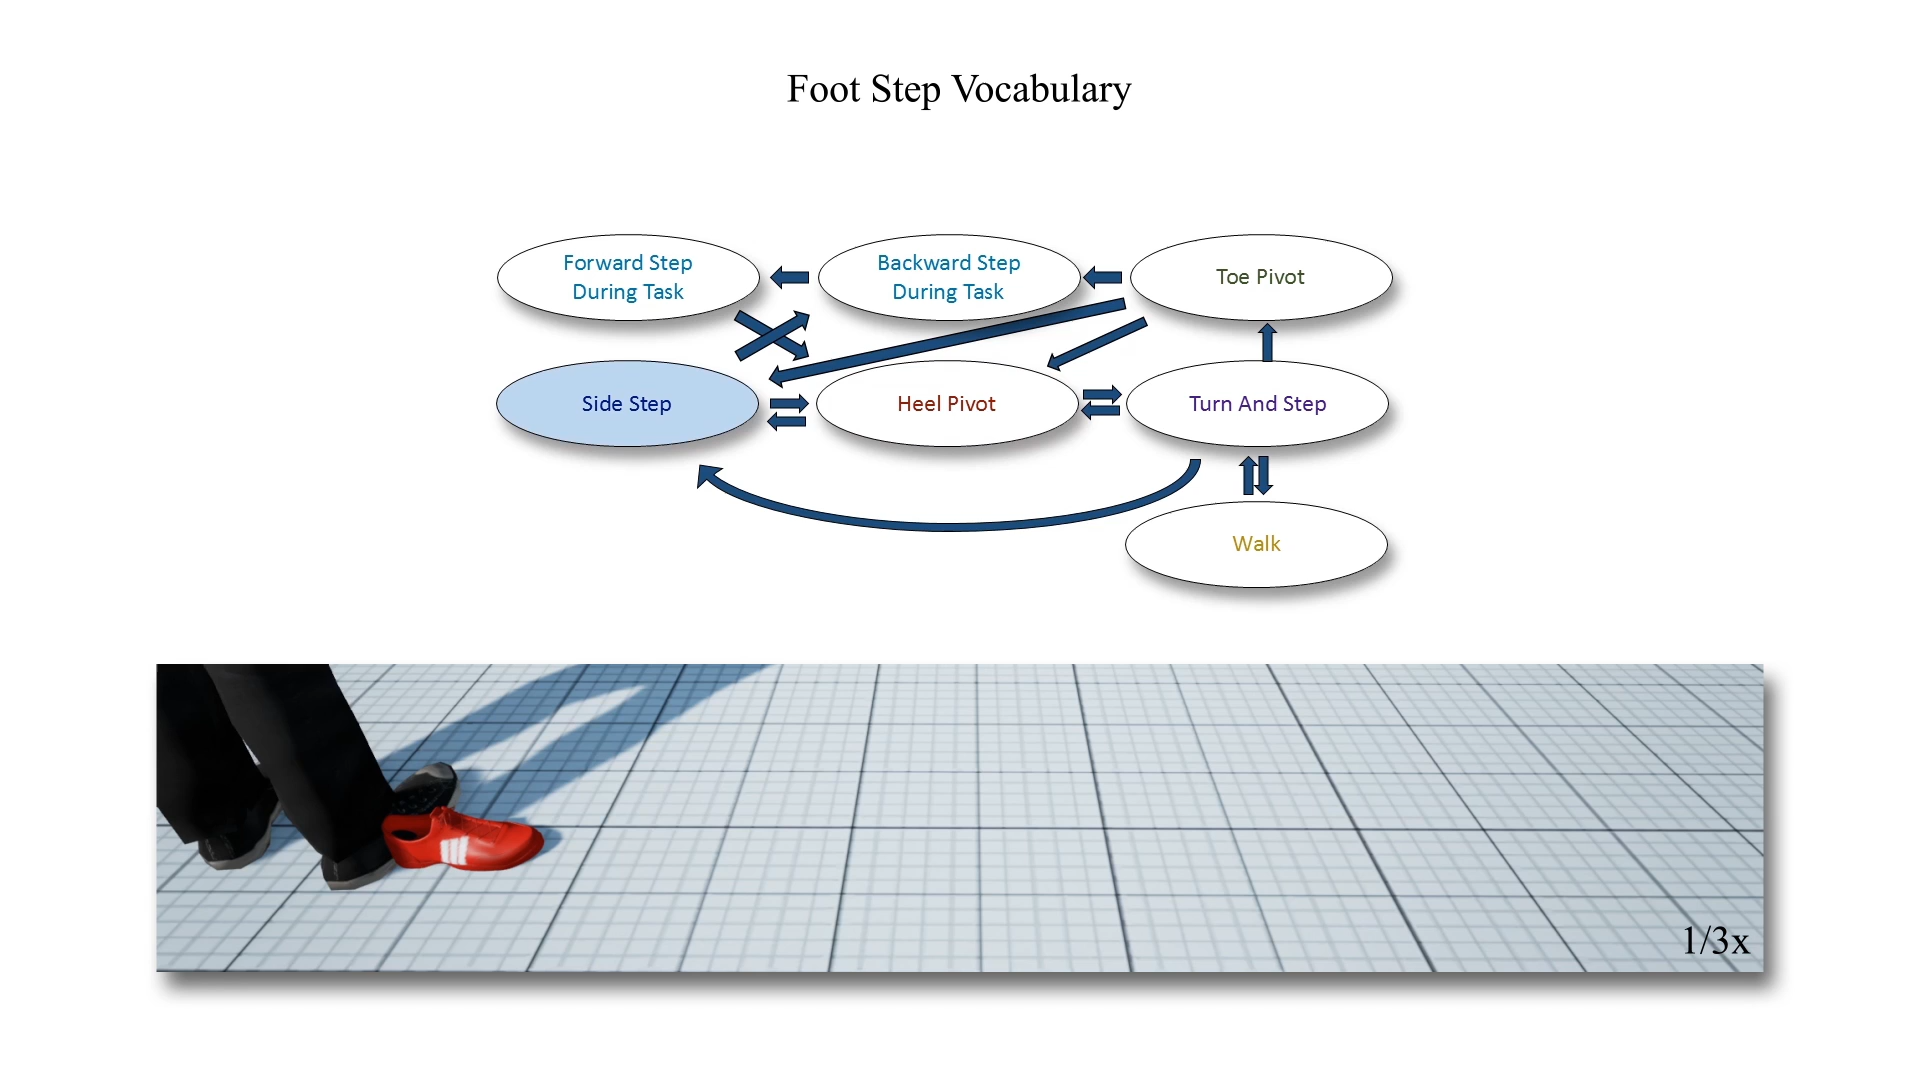 Foot Step Vocabulary
Forward Step
During Task
Backward Step
During Task
Toe Pivot
Side Step
Heel Pivot
Turn And Step
Walk
1/3x